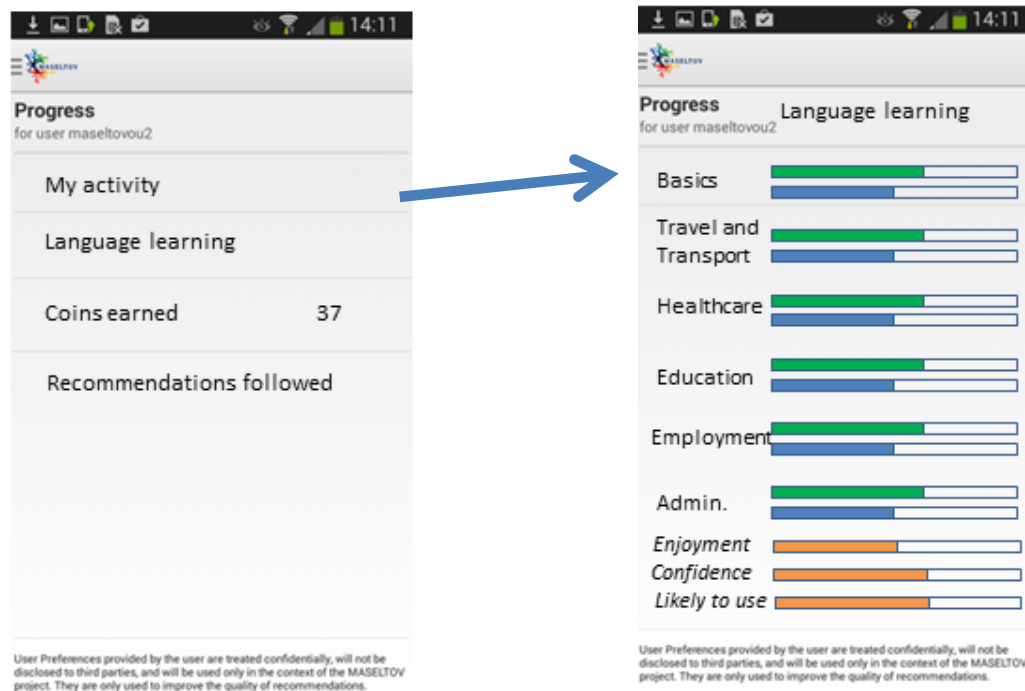 14:11
MASELTOV
Progress
for user maseltovou2
My activity
Language learning
Coins earned 37
Recommendations followed
User Preferences provided by the user are treated confidentially, will not be
disclosed to third parties, and will be used only in the context of the MASELTOV
project. They are only used to improve the quality of recommendations.
14:11
MASELTOV
Progress
for user maseltovou2
Language learning
Basics
Travel and
Transport
Healthcare
Education
Employment
Admin.
Enjoyment
Confidence
Likely to use
User Preferences provided by the user are treated confidentially, will not be
disclosed to third parties, and will be used only in the context of the MASELTOV
project. They are only used to improve the quality of recommendations.